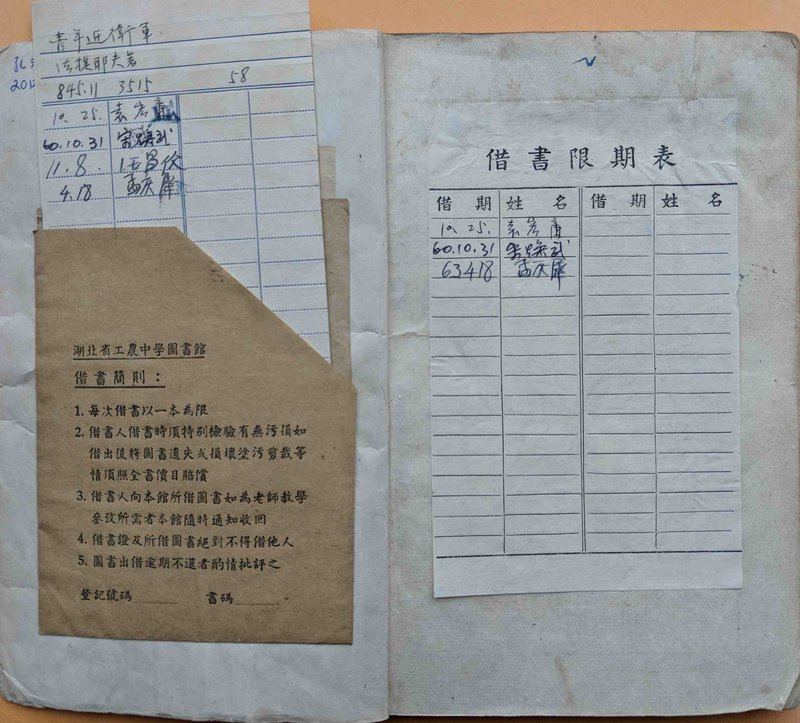 青年近衛軍
法捷耶夫著
845.11 3515 58
10.25.
60.10.31
11.8.
4.18
湖北省工農中學圖書館
借書簡則：
1. 每次借書以一本為限
2. 借書人借書時須特別檢驗有無污損如
借出後將圖書遺失或損壞塗污剪裁等
情須照全書價目賠償
3. 借書人向本館所借圖書如為老師教學
參攷所需者本館隨時通知收回
4. 借書證及所借圖書絕對不得借他人
5. 圖書出借逾期不還者酌情批評之
登記號碼 書碼
借書限期表
借期 姓名 借期 姓名
10.25.
60.10.31
63418